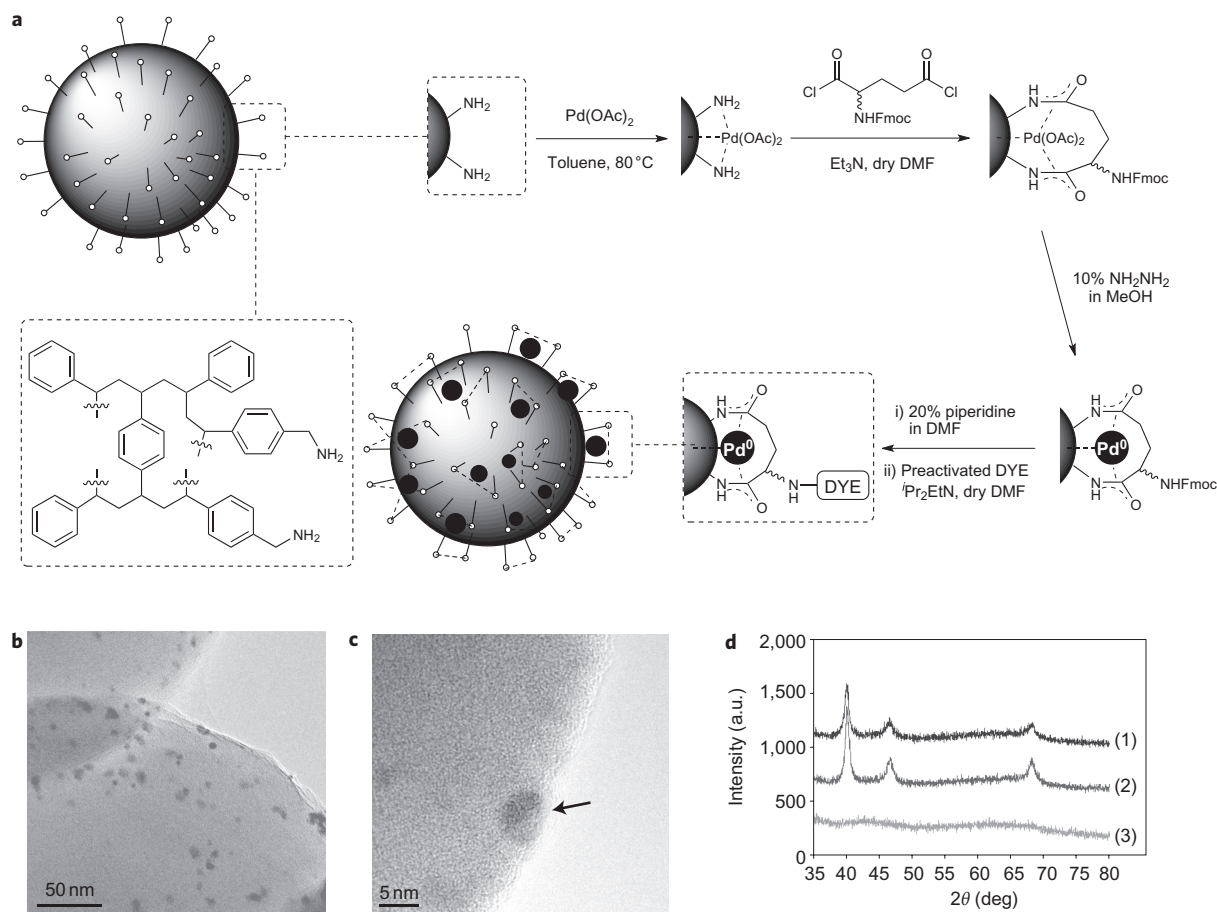 a
NH₂
NH₂
Pd(OAc)₂
Toluene, 80 °C
NH₂
Pd(OAc)₂
NH₂
O
O
Cl
Cl
NHFmoc
Et₃N, dry DMF
O
H
N
Pd(OAc)₂
N
H
O
NHFmoc
10% NH₂NH₂
in MeOH
NH₂
NH₂
O
H
N
Pd⁰
N
H
O
HN
DYE
i) 20% piperidine
in DMF
ii) Preactivated DYE
ⁱPr₂EtN, dry DMF
O
H
N
Pd⁰
N
H
O
NHFmoc
b
50 nm
c
5 nm
d
2,000
1,500
1,000
500
0
Intensity (a.u.)
(1)
(2)
(3)
35 40 45 50 55 60 65 70 75 80
2θ (deg)